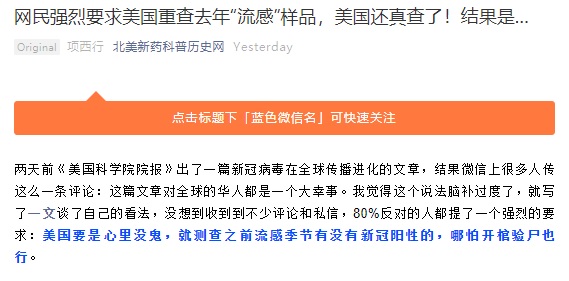 网民强烈要求美国重查去年“流感”样品，美国还真查了！结果是...
Original 项西行 北美新药科普历史网 Yesterday
点击标题下「蓝色微信名」可快速关注
两天前《美国科学院院报》出了一篇新冠病毒在全球传播进化的文章，结果微信上很多人传
这么一条评论：这篇文章对全球的华人都是一个大幸事。我觉得这个说法脑补过度了，就写
了一文谈了自己的看法，没想到收到到不少评论和私信，80%反对的人都提了一个强烈的要
求：美国要是心里没鬼，就测查之前流感季节有没有新冠阳性的，哪怕开棺验尸也
行。